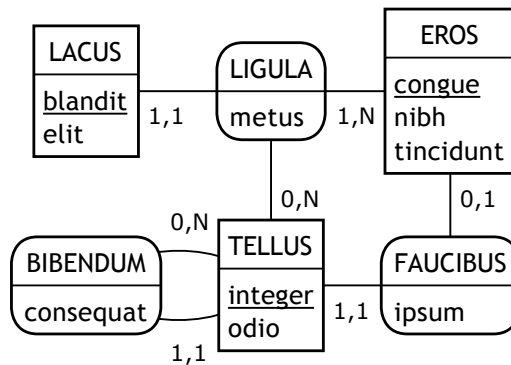 LACUS
blandit
elit
1,1
LIGULA
metus
1,N
EROS
congue
nibh
tincidunt
0,N
0,1
0,N
BIBENDUM
consequat
1,1
TELLUS
integer
odio
1,1
FAUCIBUS
ipsum